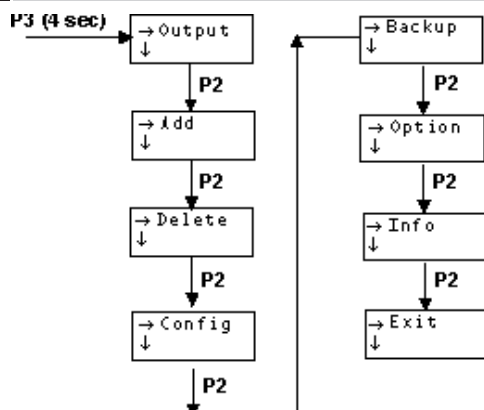 P3 (4 sec)
→ Output
↓
P2
→ Add
↓
P2
→ Delete
↓
P2
→ Config
↓
P2
→ Backup
↓
P2
→ Option
↓
P2
→ Info
↓
P2
→ Exit
↓